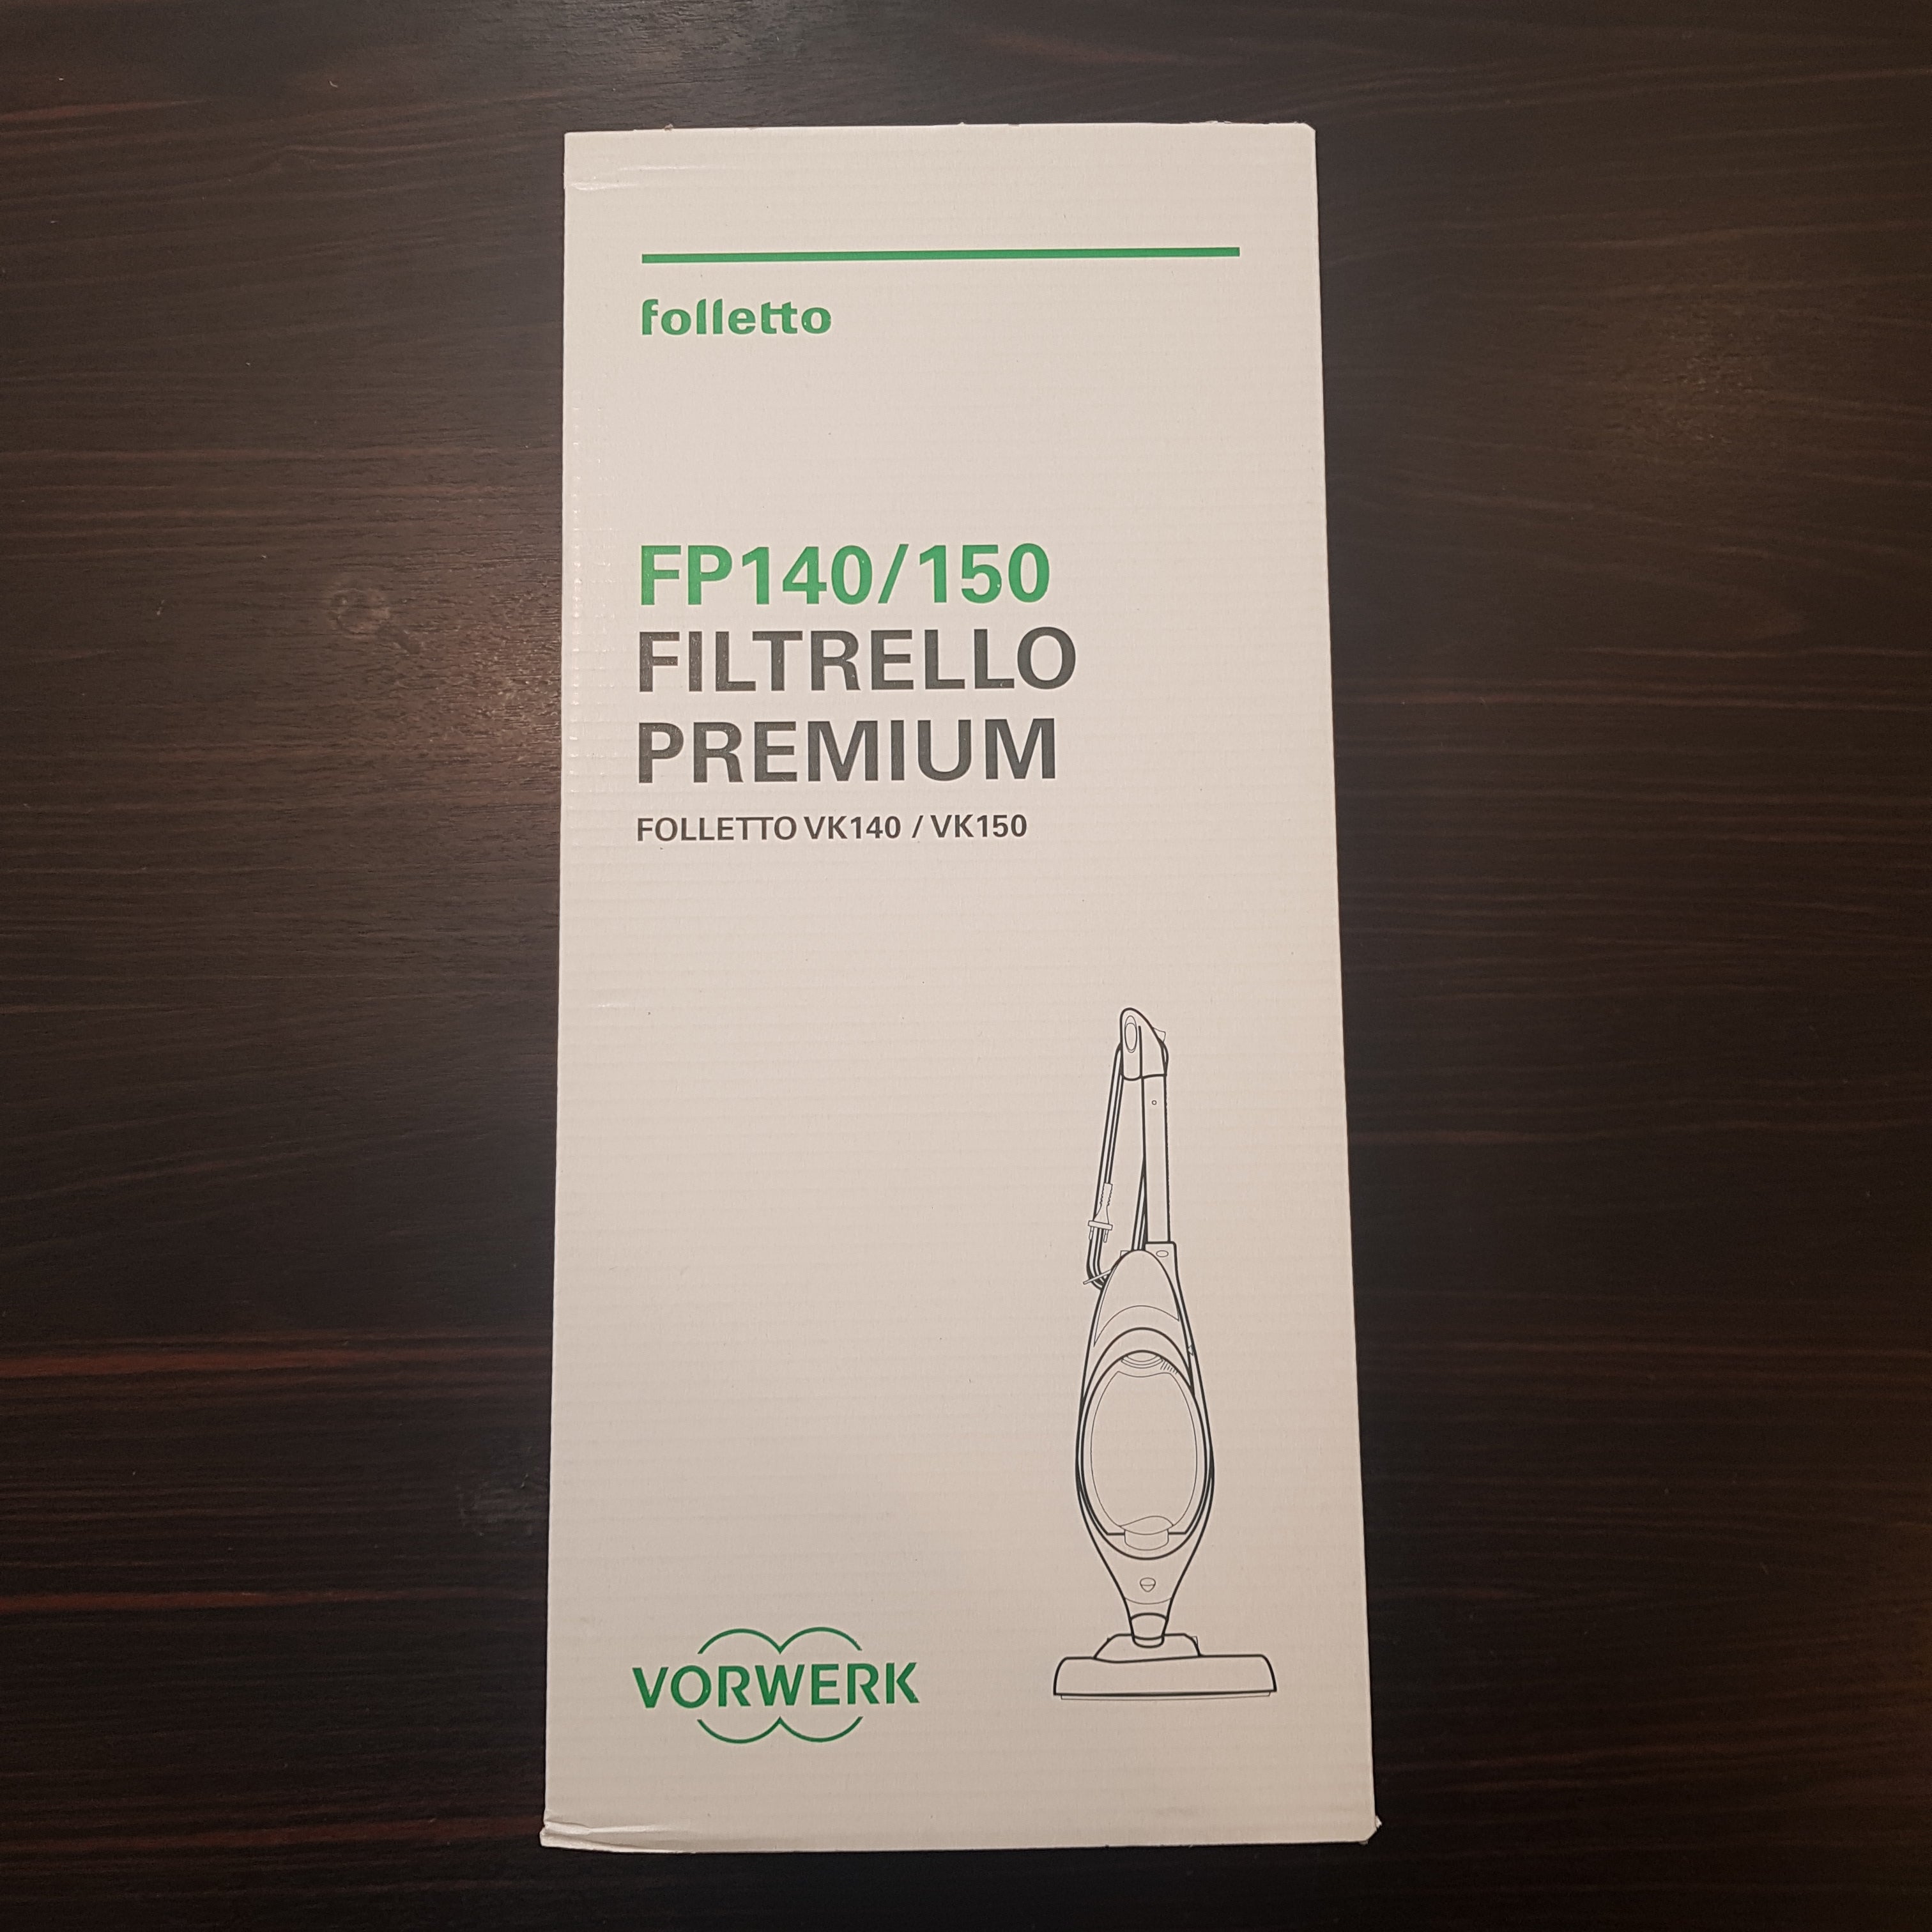 folletto
FP140/150
FILTRELLO
PREMIUM
FOLLETTO VK140 / VK150
VORWERK